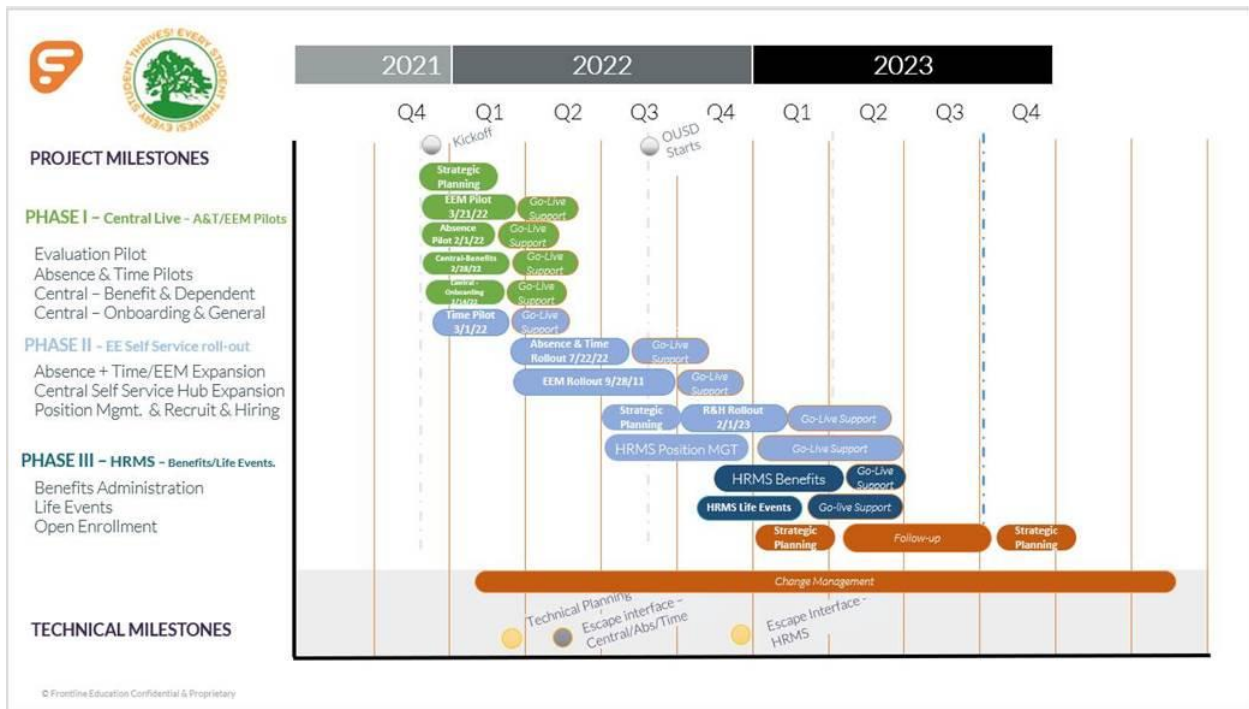 EVERY STUDENT THRIVES! EVERY STUDENT THRIVES!
2021
2022
2023
Q4
Q1
Q2
Q3
Q4
Q1
Q2
Q3
Q4
PROJECT MILESTONES
Kickoff
OUSD
Starts
Strategic
Planning
PHASE I – Central Live – A&T/EEM Pilots
Evaluation Pilot
Absence & Time Pilots
Central – Benefit & Dependent
Central – Onboarding & General
EEM Pilot
3/21/22
Go-Live
Support
Absence
Pilot 2/1/22
Go-Live
Support
Central-Benefits
2/28/22
Go-Live
Support
Central -
Onboarding
Go-Live
Support
Time Pilot
3/1/22
Go-Live
Support
PHASE II – EE Self Service roll-out
Absence + Time/EEM Expansion
Central Self Service Hub Expansion
Position Mgmt. & Recruit & Hiring
Absence & Time
Rollout 7/22/22
Go-Live
Support
EEM Rollout 9/28/11
Go-Live
Support
Strategic
Planning
R&H Rollout
2/1/23
Go-Live Support
HRMS Position MGT
Go-Live Support
PHASE III – HRMS – Benefits/Life Events.
Benefits Administration
Life Events
Open Enrollment
HRMS Benefits
Go-Live
Support
HRMS Life Events
Go-live Support
Strategic
Planning
Follow-up
Strategic
Planning
Change Management
TECHNICAL MILESTONES
Technical Planning
Escape interface –
Central/Abs/Time
Escape Interface -
HRMS
© Frontline Education Confidential & Proprietary